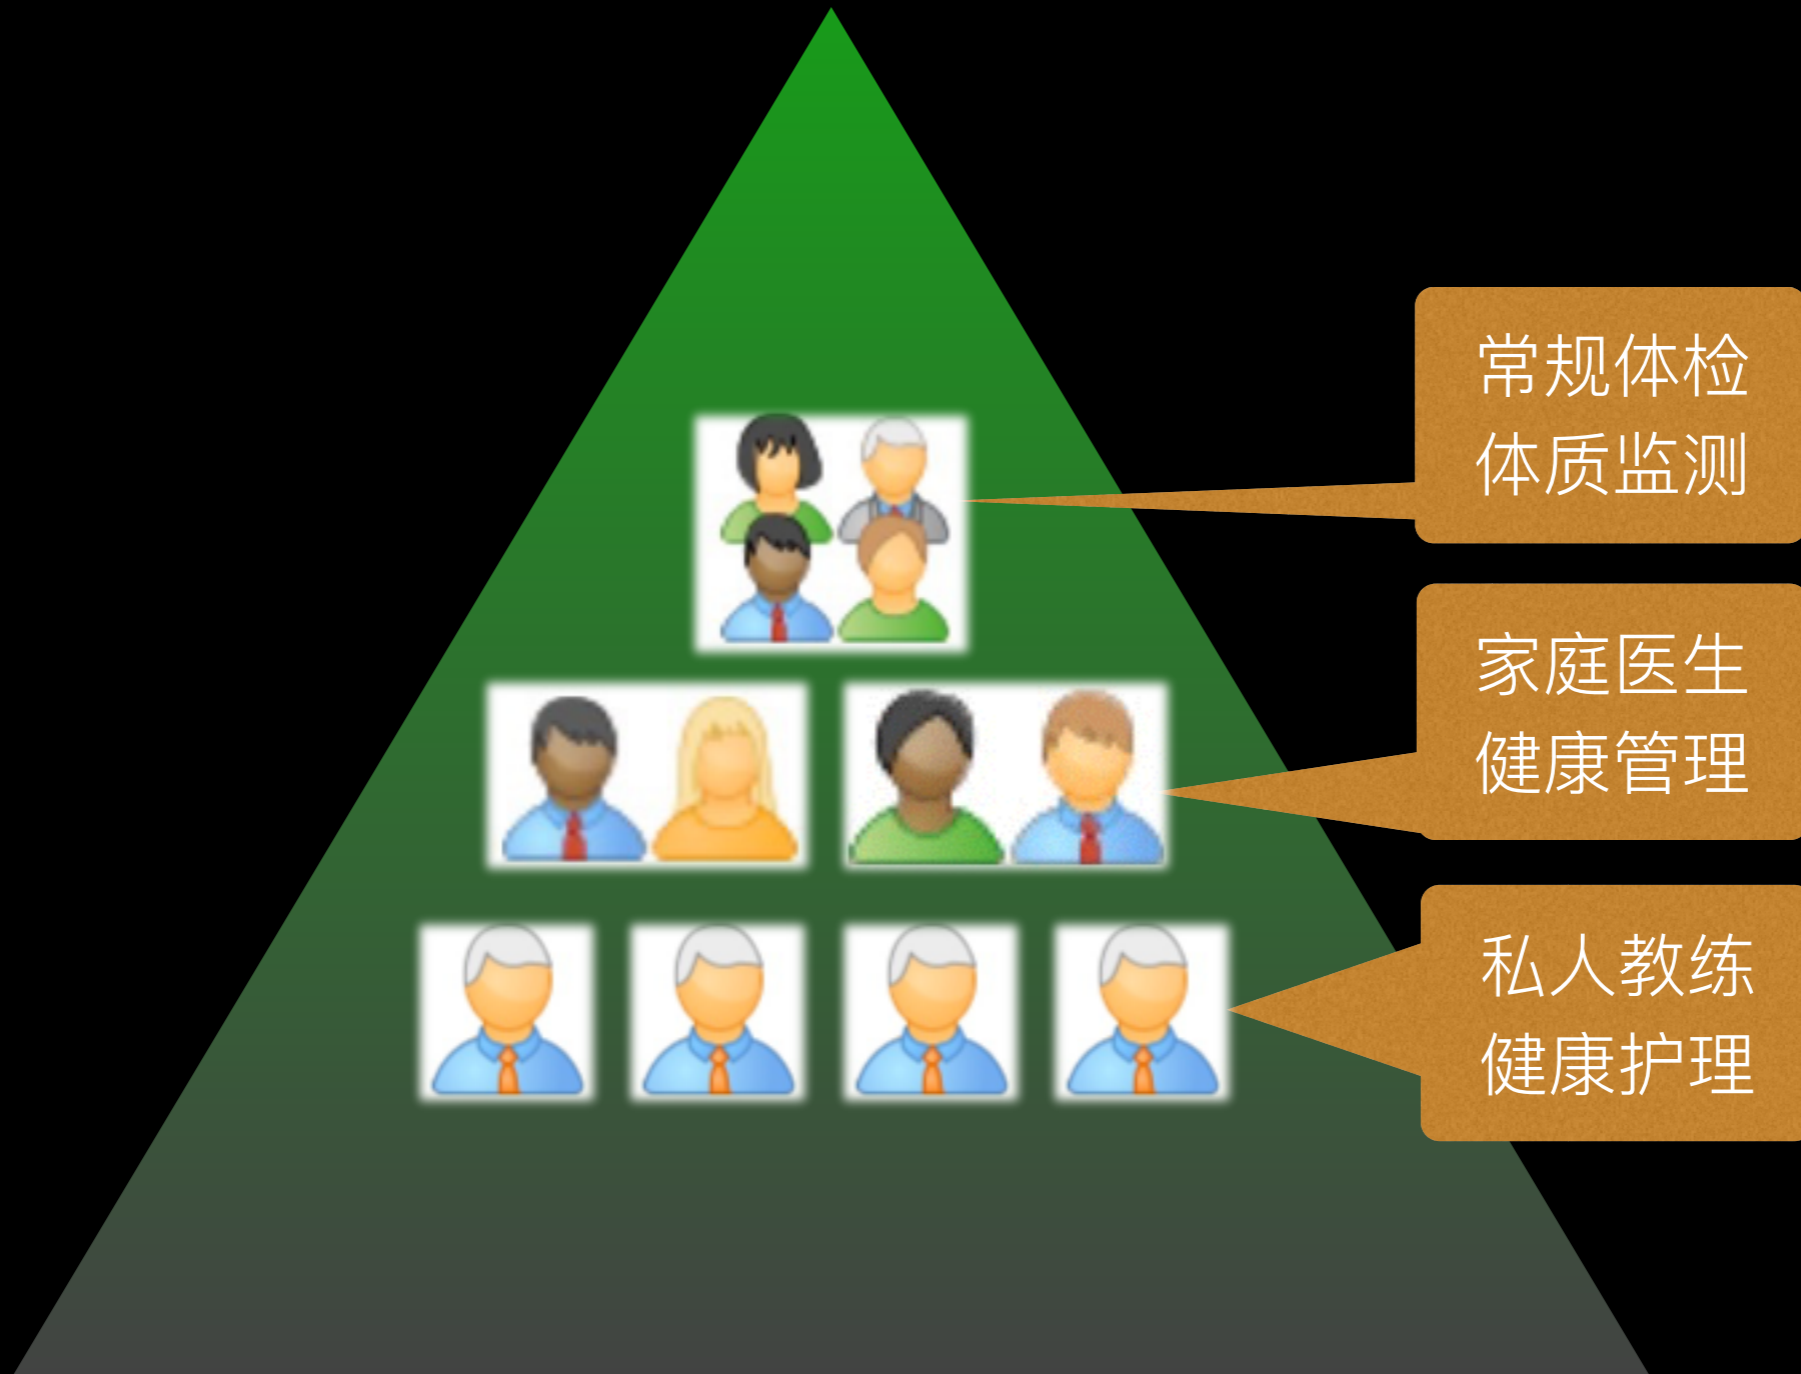 常规体检
体质监测
家庭医生
健康管理
私人教练
健康护理